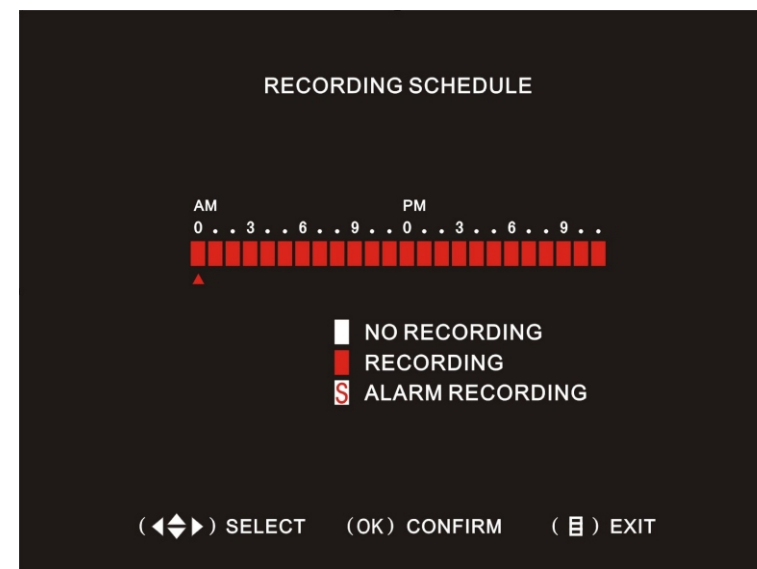 RECORDING SCHEDULE
AM PM
0 . . 3 . . 6 . . 9 . . 0 . . 3 . . 6 . . 9 . .
NO RECORDING
RECORDING
S ALARM RECORDING
(◀▲▼▶) SELECT (OK) CONFIRM ( ) EXIT